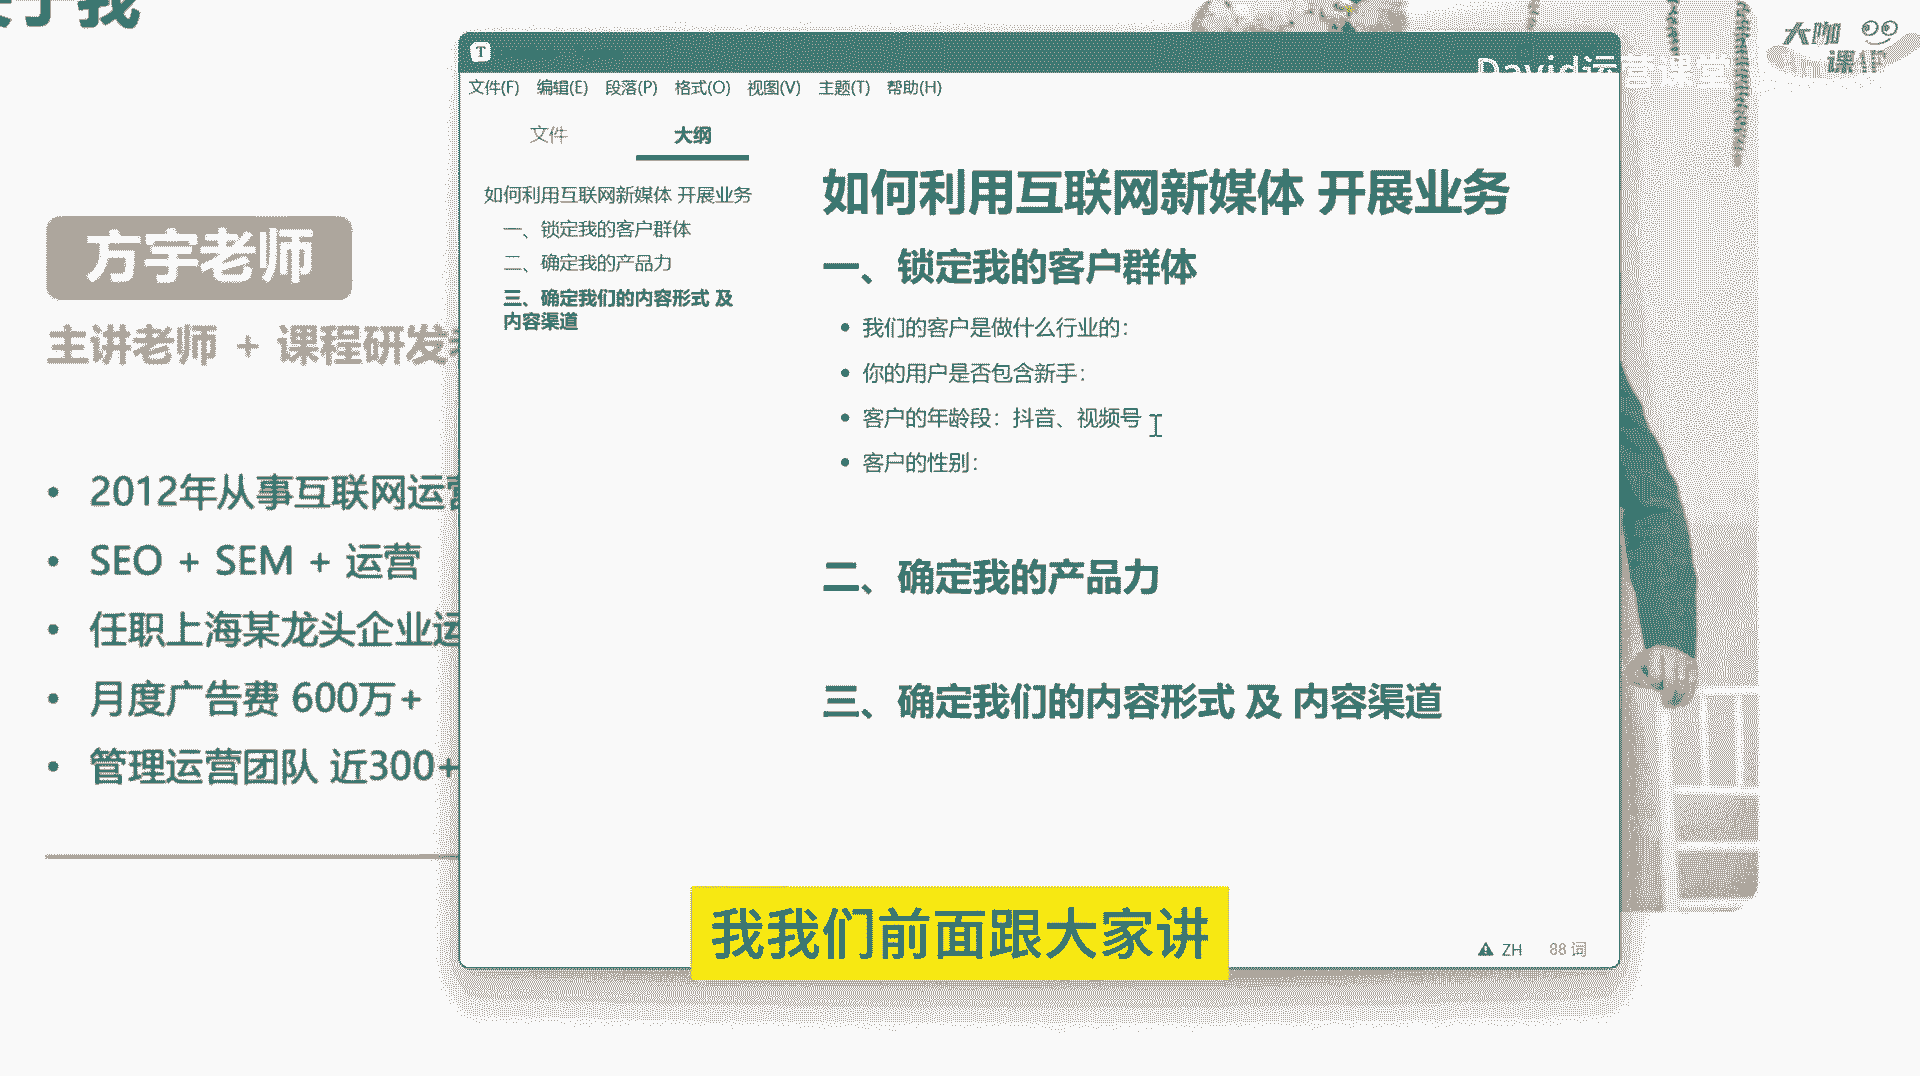 于我
大咖
课AP
David运营课堂
方宇老师
主讲老师 + 课程研发
2012年从事互联网运营
SEO + SEM + 运营
任职上海某龙头企业运
月度广告费 600万+
管理运营团队 近300+
T
文件(F) 编辑(E) 段落(P) 格式(O) 视图(V) 主题(T) 帮助(H)
文件 大纲
如何利用互联网新媒体 开展业务
一、锁定我的客户群体
二、确定我的产品力
三、确定我们的内容形式 及
内容渠道
如何利用互联网新媒体 开展业务
一、锁定我的客户群体
我们的客户是做什么行业的：
你的用户是否包含新手：
客户的年龄段：抖音、视频号
客户的性别：
二、确定我的产品力
三、确定我们的内容形式 及 内容渠道
ZH 88 词
我我们前面跟大家讲